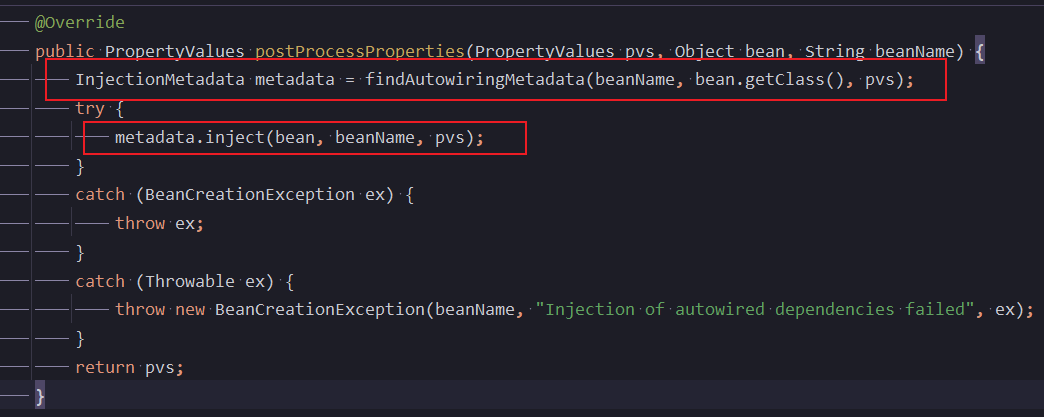 @Override
public PropertyValues postProcessProperties(PropertyValues pvs, Object bean, String beanName) {
InjectionMetadata metadata = findAutowiringMetadata(beanName, bean.getClass(), pvs);
try {
metadata.inject(bean, beanName, pvs);
}
catch (BeanCreationException ex) {
throw ex;
}
catch (Throwable ex) {
throw new BeanCreationException(beanName, "Injection of autowired dependencies failed", ex);
}
return pvs;
}